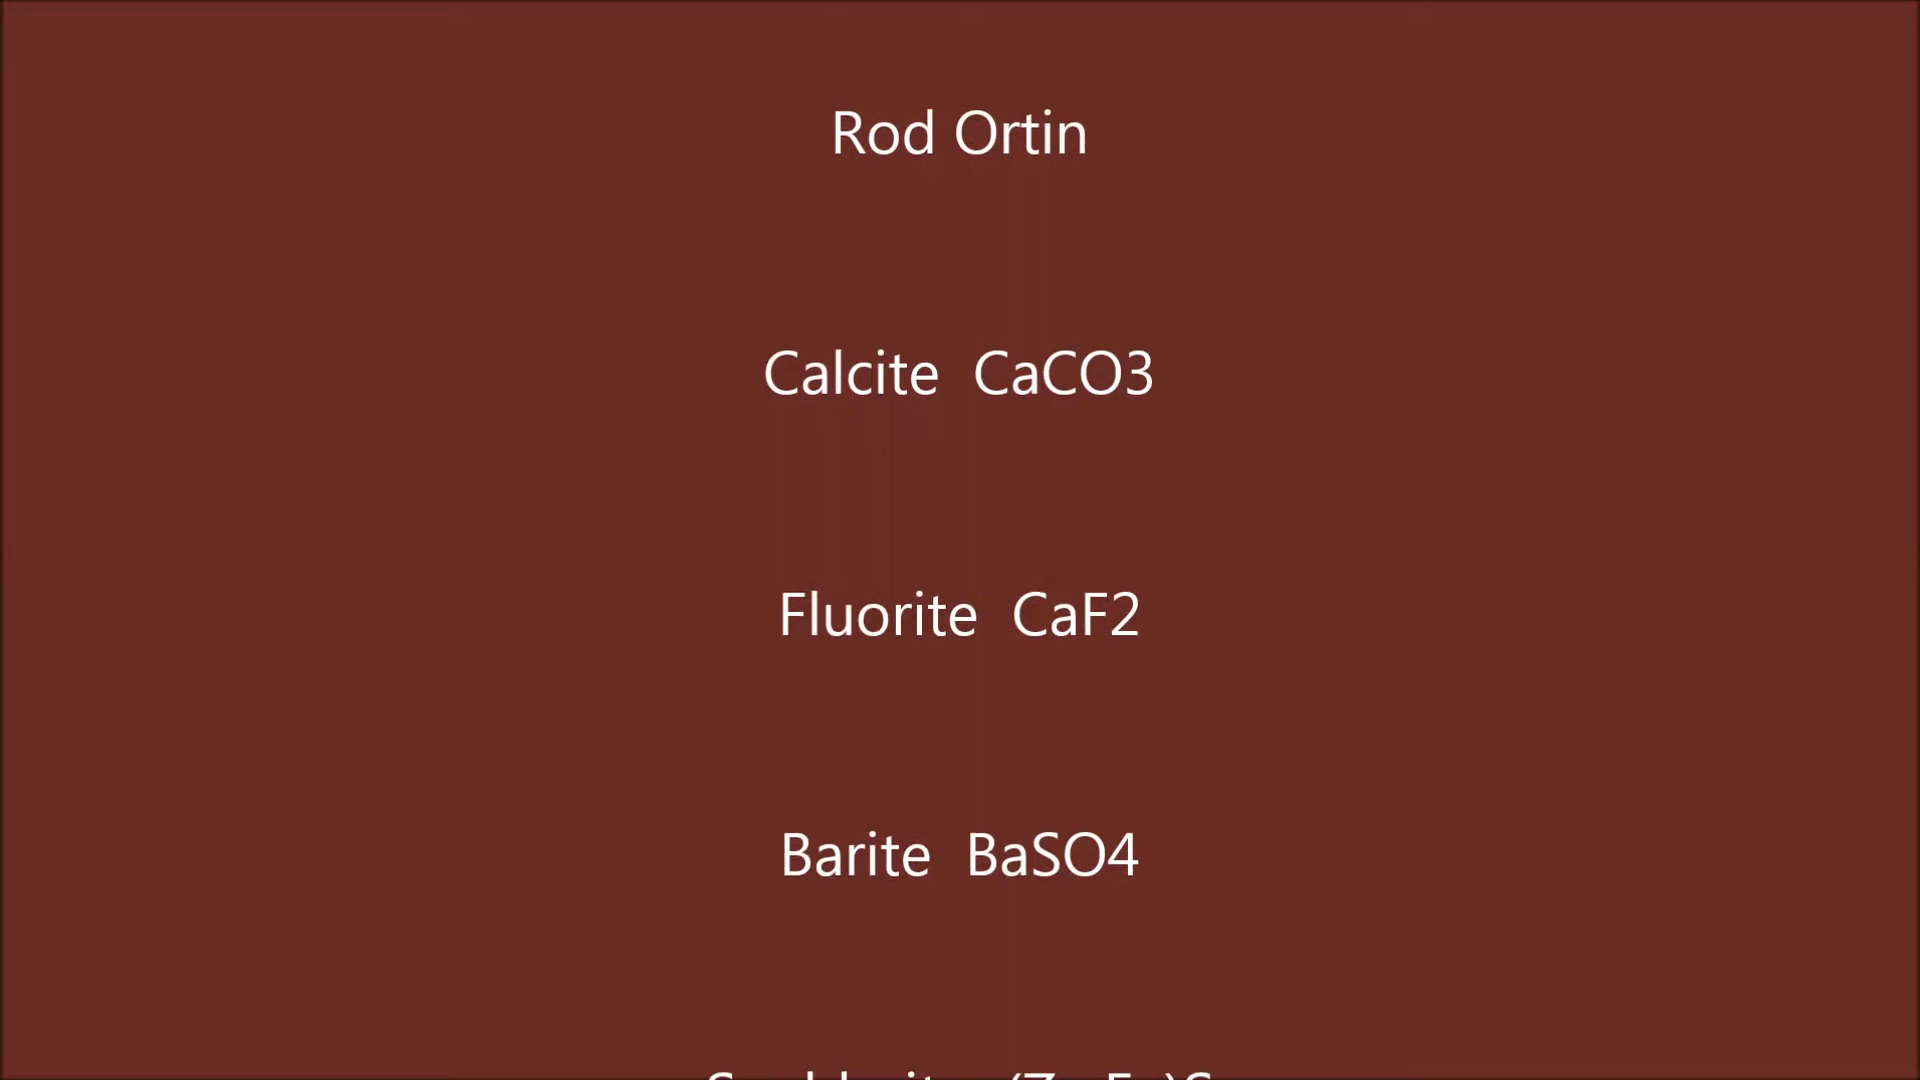 Rod Ortin
Calcite  CaCO3
Fluorite  CaF2
Barite  BaSO4